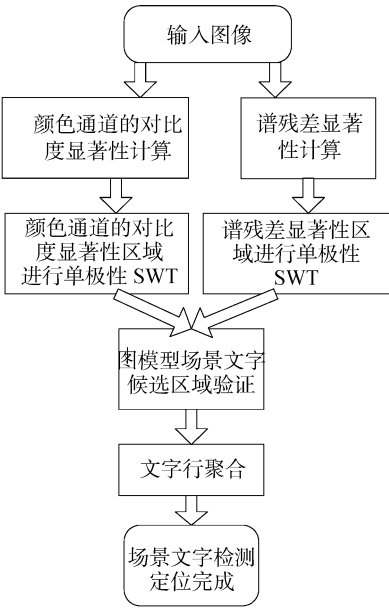 输入图像
颜色通道的对比
度显著性计算
谱残差显著
性计算
颜色通道的对比
度显著性区域
进行单极性 SWT
谱残差显著性区
域进行单极性
SWT
图模型场景文字
候选区域验证
文字行聚合
场景文字检测
定位完成